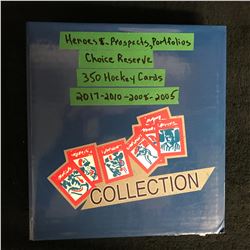 Heroes & Prospects, Portfolios
Choice Reserve
350 Hockey Cards
2017-2010-2008-2005
COLLECTION